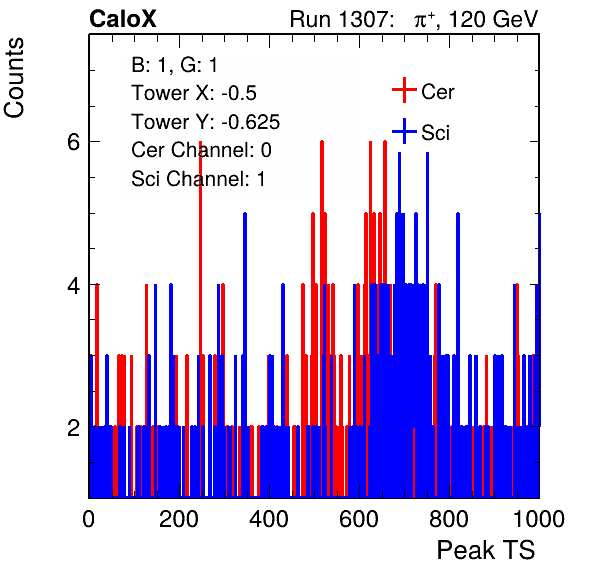 CaloX Run 1307: π⁺, 120 GeV
Counts
B: 1, G: 1
Tower X: -0.5
Tower Y: -0.625
Cer Channel: 0
Sci Channel: 1
Cer
Sci
6
4
2
0 200 400 600 800 1000
Peak TS